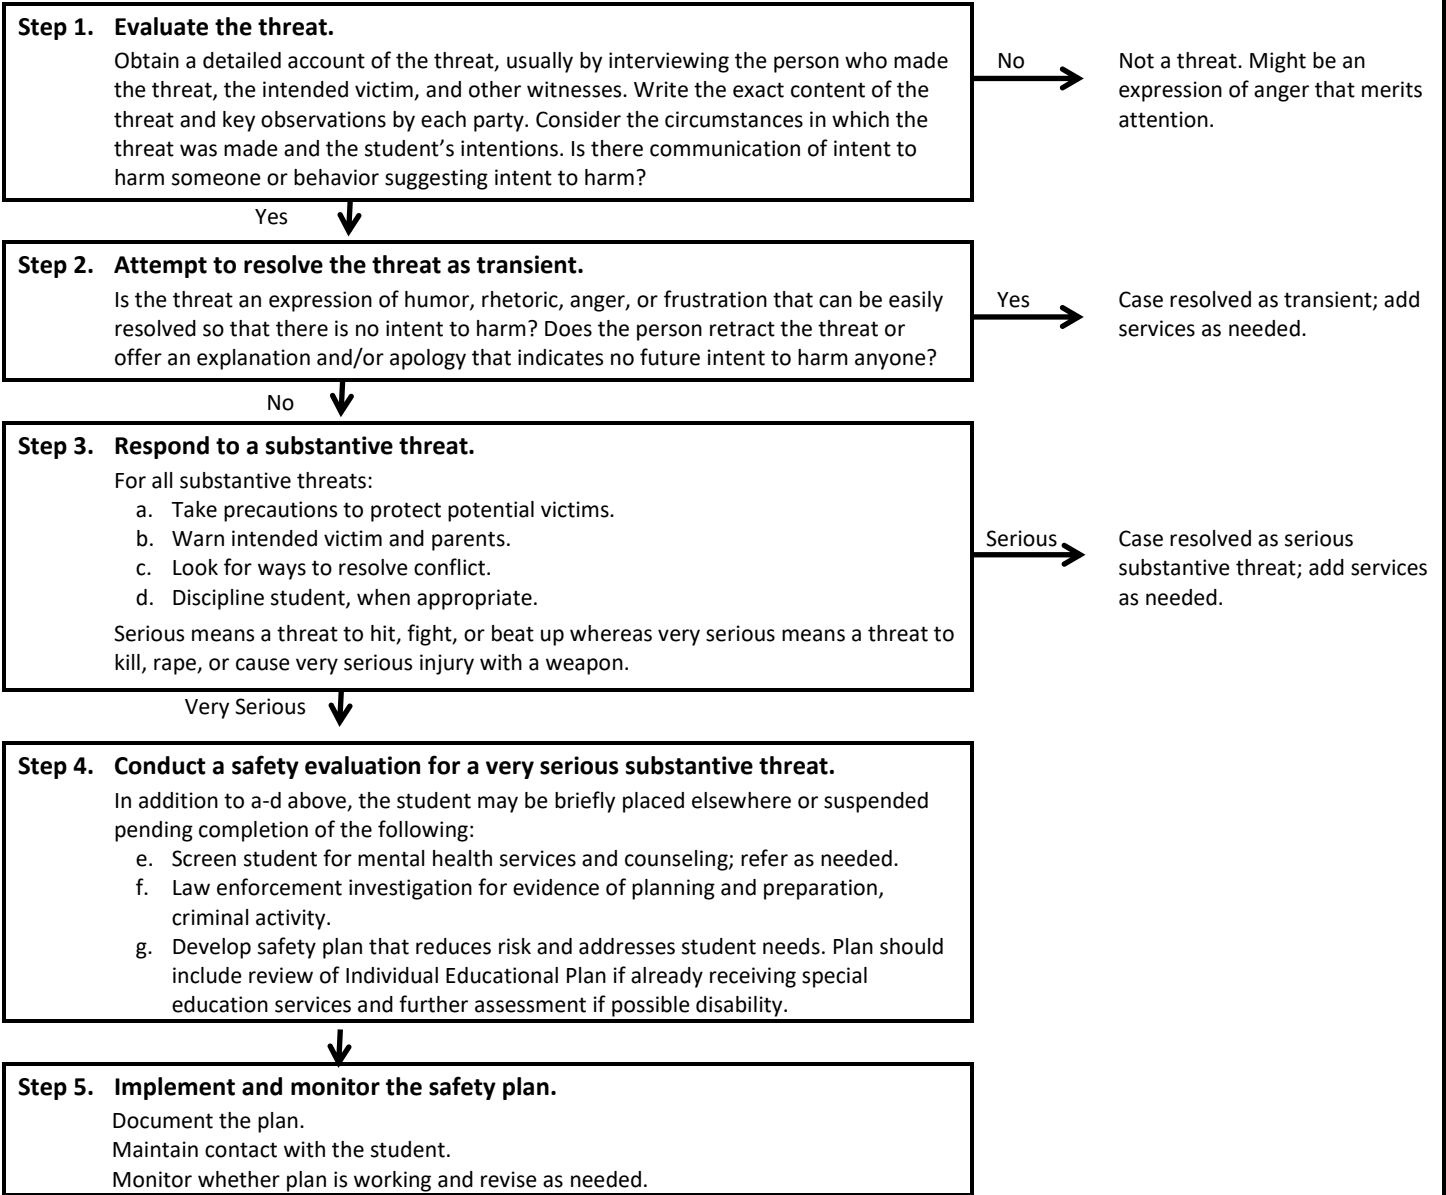 Step 1. Evaluate the threat.
Obtain a detailed account of the threat, usually by interviewing the person who made
the threat, the intended victim, and other witnesses. Write the exact content of the
threat and key observations by each party. Consider the circumstances in which the
threat was made and the student’s intentions. Is there communication of intent to
harm someone or behavior suggesting intent to harm?
No
Not a threat. Might be an
expression of anger that merits
attention.
Yes
Step 2. Attempt to resolve the threat as transient.
Is the threat an expression of humor, rhetoric, anger, or frustration that can be easily
resolved so that there is no intent to harm? Does the person retract the threat or
offer an explanation and/or apology that indicates no future intent to harm anyone?
Yes
Case resolved as transient; add
services as needed.
No
Step 3. Respond to a substantive threat.
For all substantive threats:
a. Take precautions to protect potential victims.
b. Warn intended victim and parents.
c. Look for ways to resolve conflict.
d. Discipline student, when appropriate.
Serious means a threat to hit, fight, or beat up whereas very serious means a threat to
kill, rape, or cause very serious injury with a weapon.
Serious
Case resolved as serious
substantive threat; add services
as needed.
Very Serious
Step 4. Conduct a safety evaluation for a very serious substantive threat.
In addition to a-d above, the student may be briefly placed elsewhere or suspended
pending completion of the following:
e. Screen student for mental health services and counseling; refer as needed.
f. Law enforcement investigation for evidence of planning and preparation,
criminal activity.
g. Develop safety plan that reduces risk and addresses student needs. Plan should
include review of Individual Educational Plan if already receiving special
education services and further assessment if possible disability.
Step 5. Implement and monitor the safety plan.
Document the plan.
Maintain contact with the student.
Monitor whether plan is working and revise as needed.